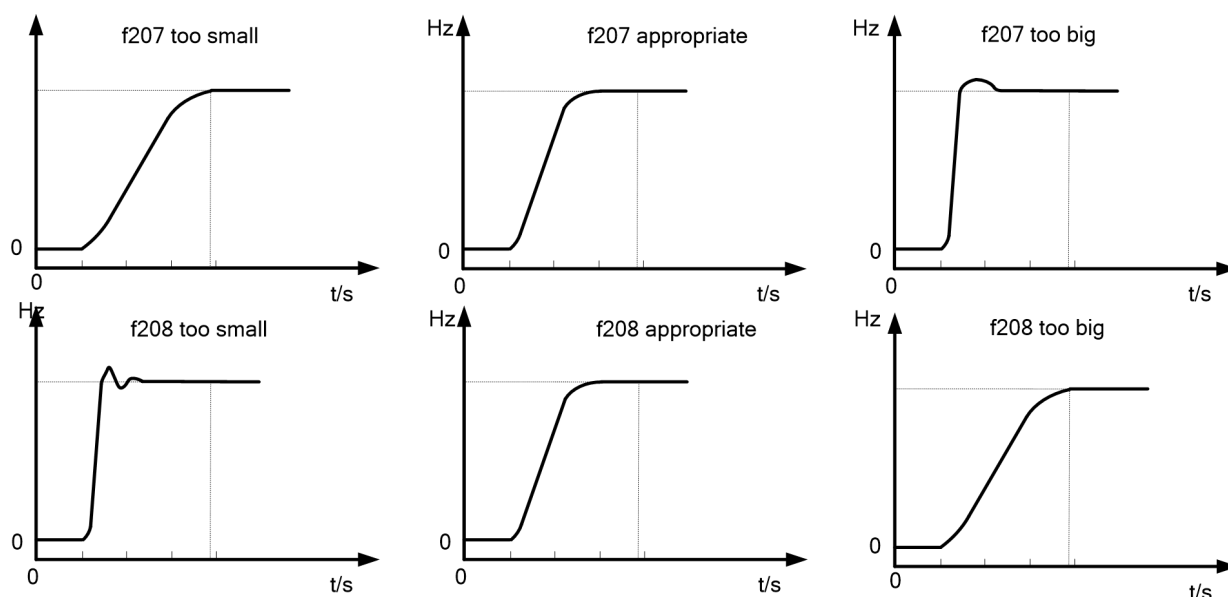 f207 too small
Hz
f207 appropriate
Hz
f207 too big
0
0
0
0
0
0
t/s
t/s
t/s
Hz
f208 too small
Hz
f208 appropriate
Hz
f208 too big
0
0
0
0
0
0
t/s
t/s
t/s